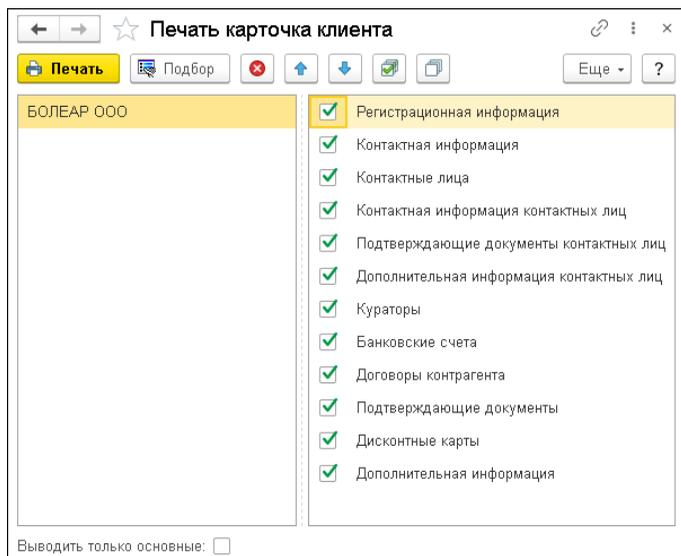 Печать карточка клиента
Печать Подбор Еще ?
БОЛЕАР ООО
Регистрационная информация
Контактная информация
Контактные лица
Контактная информация контактных лиц
Подтверждающие документы контактных лиц
Дополнительная информация контактных лиц
Кураторы
Банковские счета
Договоры контрагента
Подтверждающие документы
Дисконтные карты
Дополнительная информация
Выводить только основные: